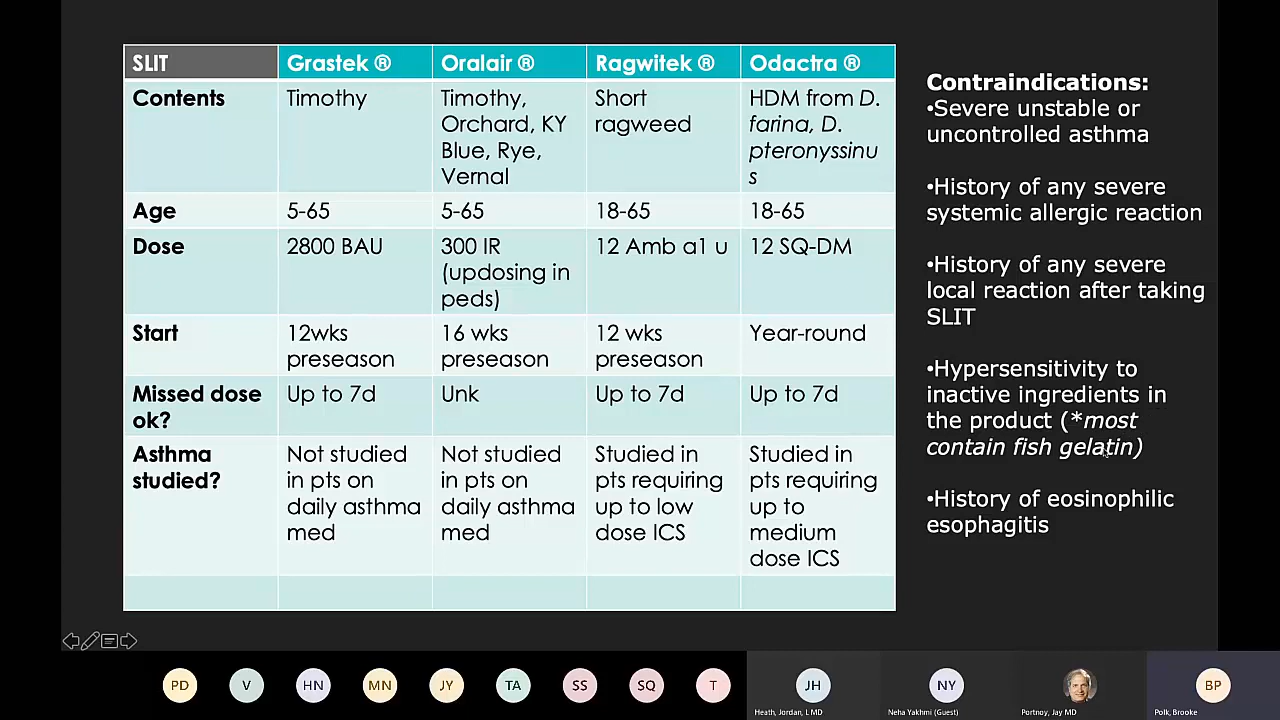 SLIT Grastek ® Oralair ® Ragwitek ® Odactra ®
Contents
Timothy
Timothy,
Orchard, KY
Blue, Rye,
Vernal
Short
ragweed
HDM from D.
farina, D.
pteronyssinu
s
Age 5-65 5-65 18-65 18-65
Dose
2800 BAU
300 IR
(updosing in
peds)
12 Amb a1 u
12 SQ-DM
Start
12wks
preseason
16 wks
preseason
12 wks
preseason
Year-round
Missed dose
ok?
Up to 7d
Unk
Up to 7d
Up to 7d
Asthma
studied?
Not studied
in pts on
daily asthma
med
Not studied
in pts on
daily asthma
med
Studied in
pts requiring
up to low
dose ICS
Studied in
pts requiring
up to
medium
dose ICS
Contraindications:
•Severe unstable or
uncontrolled asthma
•History of any severe
systemic allergic reaction
•History of any severe
local reaction after taking
SLIT
•Hypersensitivity to
inactive ingredients in
the product (*most
contain fish gelatin)
•History of eosinophilic
esophagitis
PD V HN MN JY TA SS SQ T JH NY BP
Heath, Jordan, L MD
Neha Yakhmi (Guest)
Portnoy, Jay MD
Polk, Brooke